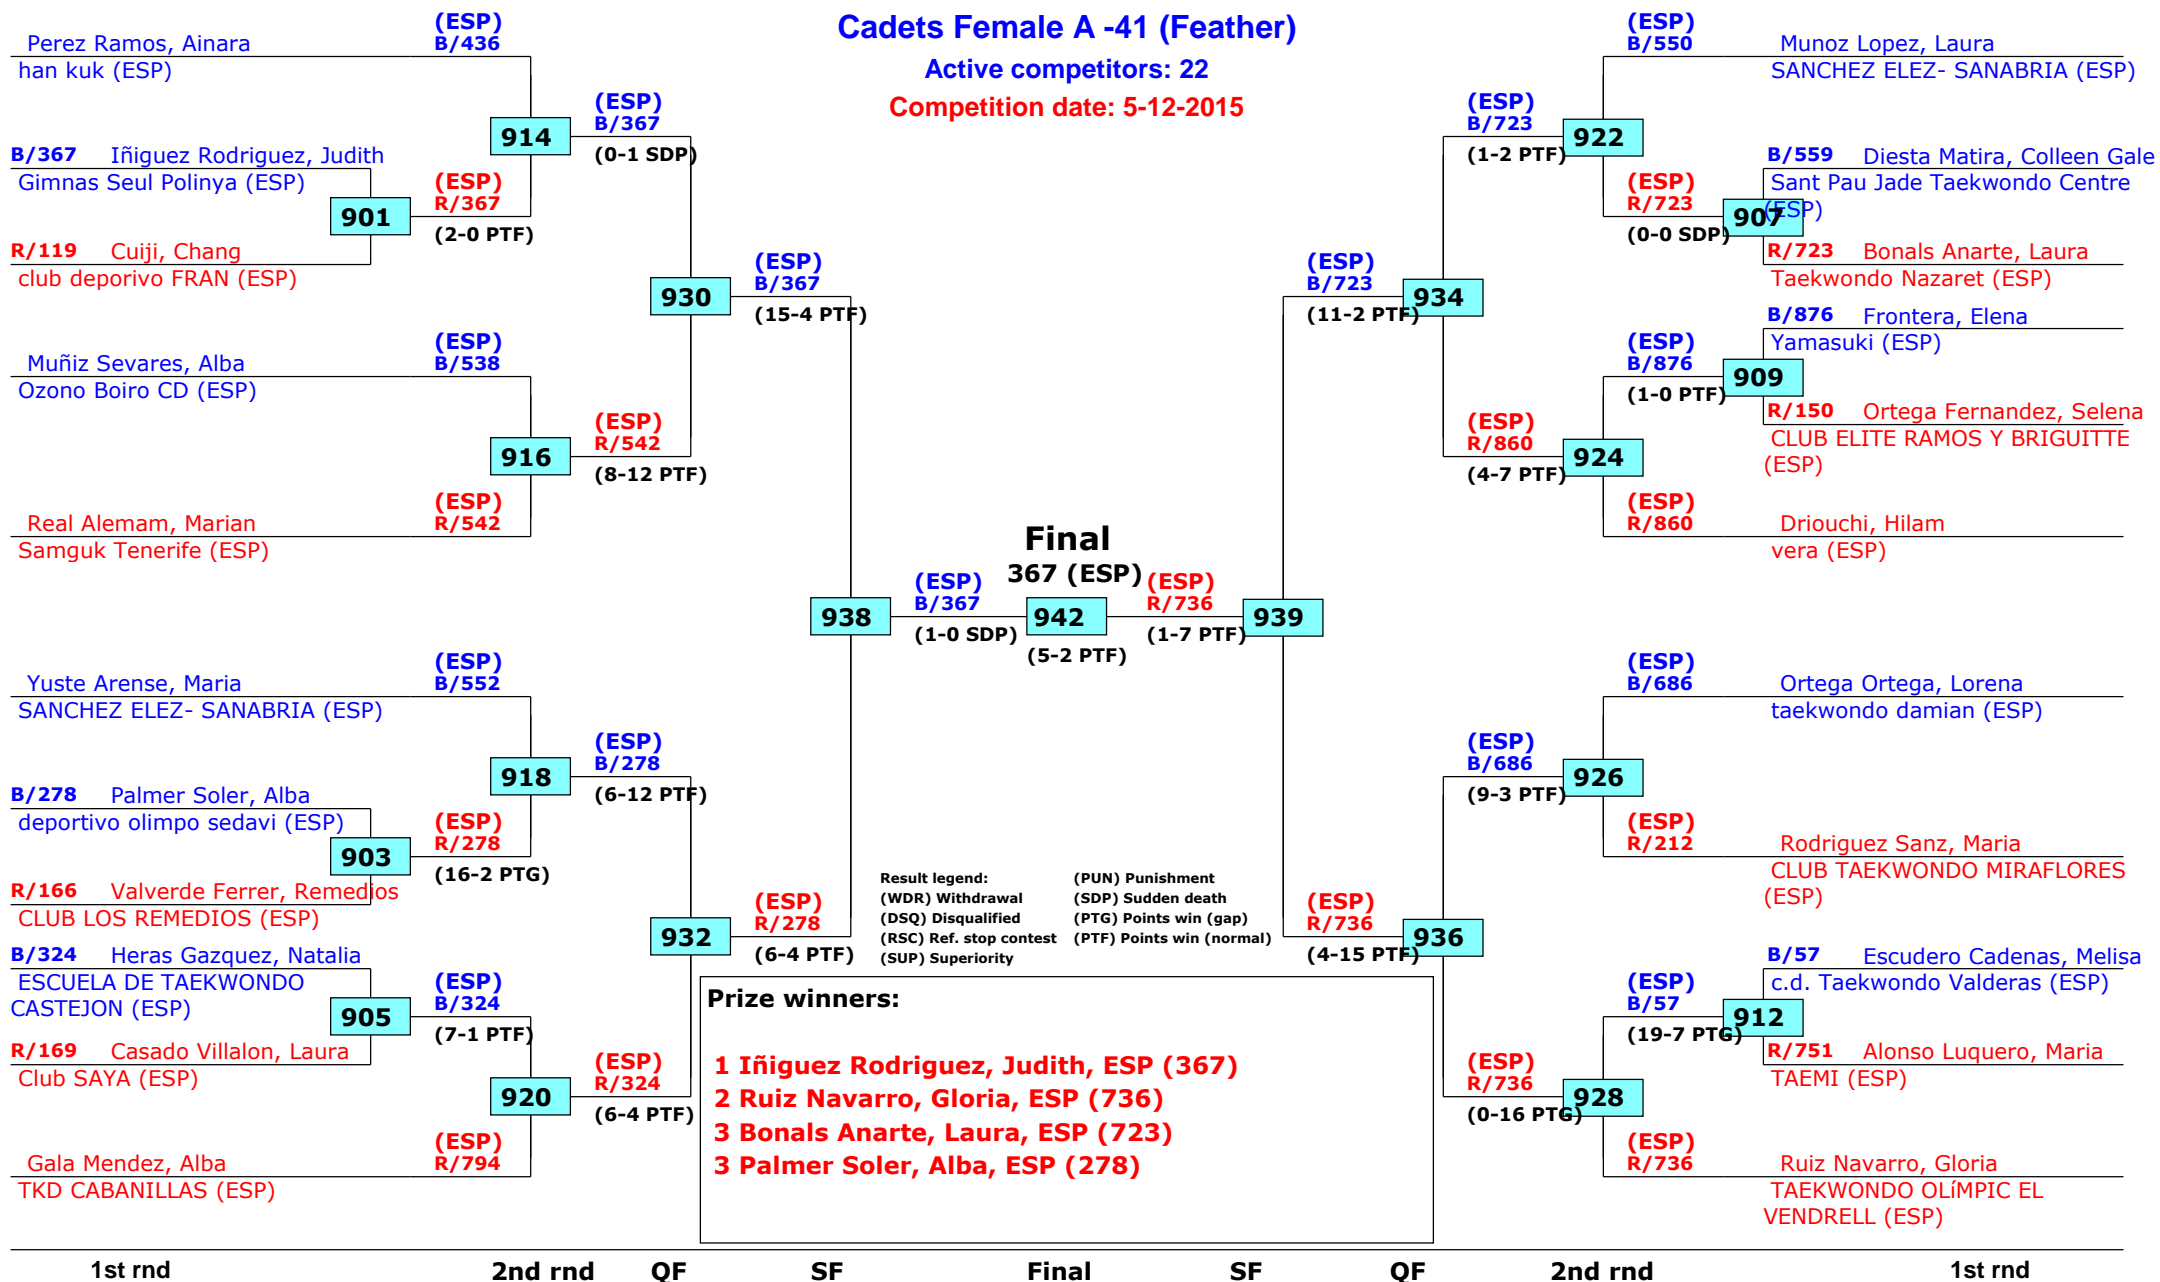 Cadets Female A -41 (Feather)
Active competitors: 22
Competition date: 5-12-2015
(ESP)
B/436
Perez Ramos, Ainara
han kuk (ESP)
914
(ESP)
B/367
(0-1 SDP)
B/367 Iñiguez Rodriguez, Judith
Gimnas Seul Polinya (ESP)
901
(ESP)
R/367
(2-0 PTF)
R/119 Cuiji, Chang
club deporivo FRAN (ESP)
930
(ESP)
B/367
(15-4 PTF)
(ESP)
B/538
Muñiz Sevares, Alba
Ozono Boiro CD (ESP)
916
(ESP)
R/542
(8-12 PTF)
(ESP)
R/542
Real Alemam, Marian
Samguk Tenerife (ESP)
938
(ESP)
B/367
(1-0 SDP)
(ESP)
B/552
Yuste Arense, Maria
SANCHEZ ELEZ- SANABRIA (ESP)
918
(ESP)
B/278
(6-12 PTF)
B/278 Palmer Soler, Alba
deportivo olimpo sedavi (ESP)
903
(ESP)
R/278
(16-2 PTG)
R/166 Valverde Ferrer, Remedios
CLUB LOS REMEDIOS (ESP)
932
(ESP)
R/278
(6-4 PTF)
B/324 Heras Gazquez, Natalia
ESCUELA DE TAEKWONDO
CASTEJON (ESP)
905
(ESP)
B/324
(7-1 PTF)
R/169 Casado Villalon, Laura
Club SAYA (ESP)
920
(ESP)
R/324
(6-4 PTF)
(ESP)
R/794
Gala Mendez, Alba
TKD CABANILLAS (ESP)
Final
367 (ESP)
942
(5-2 PTF)
(ESP)
R/736
(1-7 PTF)
939
(ESP)
B/550
Munoz Lopez, Laura
SANCHEZ ELEZ- SANABRIA (ESP)
(ESP)
B/723
(1-2 PTF)
922
B/559 Diesta Matira, Colleen Gale
Sant Pau Jade Taekwondo Centre
(ESP)
(ESP)
R/723
(0-0 SDP)
907
R/723 Bonals Anarte, Laura
Taekwondo Nazaret (ESP)
(ESP)
B/723
(11-2 PTF)
934
B/876 Frontera, Elena
Yamasuki (ESP)
(ESP)
B/876
(1-0 PTF)
909
R/150 Ortega Fernandez, Selena
CLUB ELITE RAMOS Y BRIGUITTE
(ESP)
(ESP)
R/860
(4-7 PTF)
924
(ESP)
R/860
Driouchi, Hilam
vera (ESP)
(ESP)
B/686
Ortega Ortega, Lorena
taekwondo damian (ESP)
(ESP)
B/686
(9-3 PTF)
926
(ESP)
R/212
Rodriguez Sanz, Maria
CLUB TAEKWONDO MIRAFLORES
(ESP)
(ESP)
R/736
(4-15 PTF)
936
B/57 Escudero Cadenas, Melisa
c.d. Taekwondo Valderas (ESP)
(ESP)
B/57
(19-7 PTG)
912
R/751 Alonso Luquero, Maria
TAEMI (ESP)
(ESP)
R/736
(0-16 PTG)
928
(ESP)
R/736
Ruiz Navarro, Gloria
TAEKWONDO OLíMPIC EL
VENDRELL (ESP)
Result legend: (PUN) Punishment
(WDR) Withdrawal (SDP) Sudden death
(DSQ) Disqualified (PTG) Points win (gap)
(RSC) Ref. stop contest (PTF) Points win (normal)
(SUP) Superiority
Prize winners:
1 Iñiguez Rodriguez, Judith, ESP (367)
2 Ruiz Navarro, Gloria, ESP (736)
3 Bonals Anarte, Laura, ESP (723)
3 Palmer Soler, Alba, ESP (278)
1st rnd 2nd rnd QF SF Final SF QF 2nd rnd 1st rnd